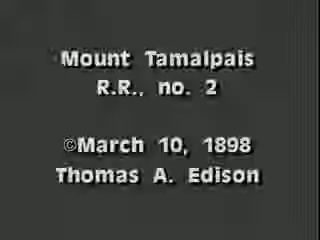 Mount Tamalpais
R.R., no. 2
©March 10, 1898
Thomas A. Edison